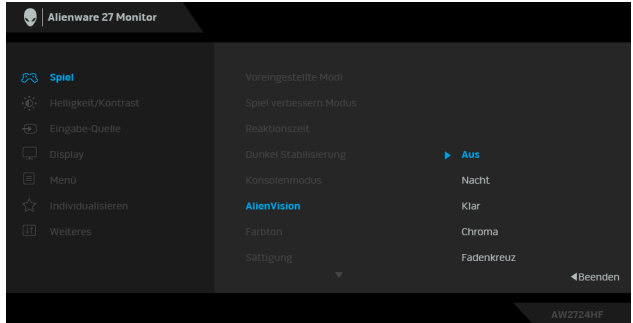 Alienware 27 Monitor
Spiel
Helligkeit/Kontrast
Eingabe-Quelle
Display
Menü
Individualisieren
Weiteres
Voreingestellte Modi
Spiel verbessern Modus
Reaktionszeit
Dunkel Stabilisierung
Konsolenmodus
AlienVision
Farbton
Sättigung
Aus
Nacht
Klar
Chroma
Fadenkreuz
Beenden
AW2724HF